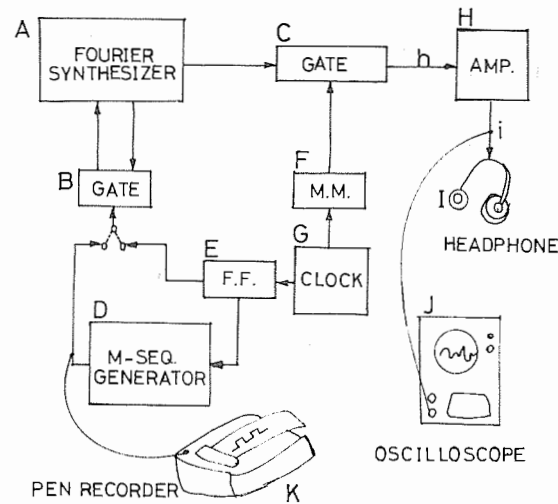 A
FOURIER
SYNTHESIZER
C
GATE
h
H
AMP.
i
B
GATE
F
M.M.
I
HEADPHONE
E
F.F.
G
CLOCK
D
M-SEQ.
GENERATOR
J
OSCILLOSCOPE
PEN RECORDER
K